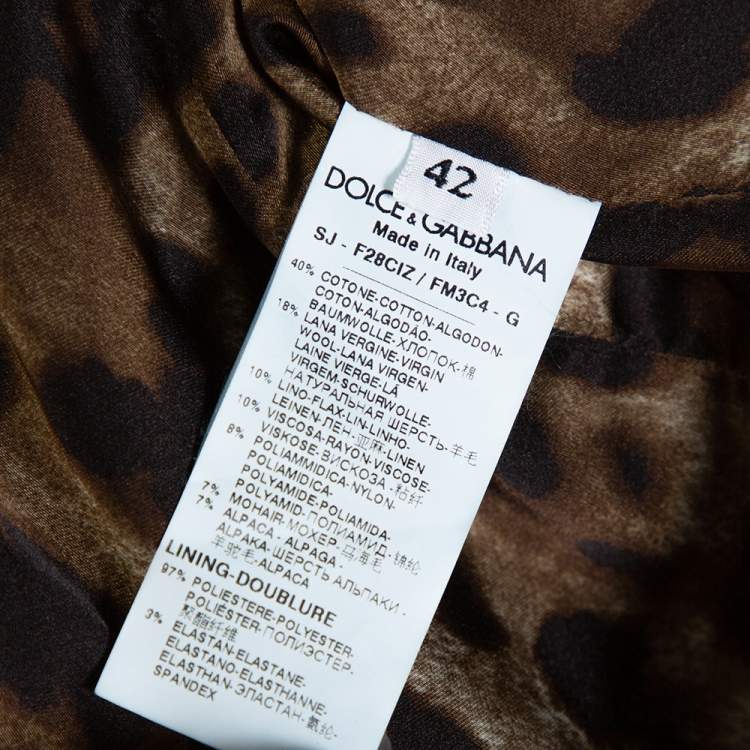 42
DOLCE & GABBANA
Made in Italy
SJ - F28CIZ / FM3C4 - G
40% COTONE-COTTON-ALGODON-
COTON-ALGODÃO-
BAUMWOLLE-ХЛОПОК-棉
18% LANA VERGINE-VIRGIN
WOOL-LANA VIRGEN-
LAINE VIERGE-LÃ
VIRGEM-SCHURWOLLE-
НАТУРАЛЬНАЯ ШЕРСТЬ-羊毛
10% LINO-FLAX-LIN-LINHO-
LEINEN-ЛЕН-亚麻-LINEN
10% VISCOSA-RAYON-VISCOSE-
VISKOSE-ВИСКОЗА-粘纤
8% POLIAMMIDICA-NYLON-
POLIAMIDICA-
POLYAMIDE-POLIAMIDA-
POLYAMID-ПОЛИАМИД-锦纶
7% MOHAIR-МОХЕР-马海毛
7% ALPACA-ALPAGA-
ALPAKA-ШЕРСТЬ АЛЬПАКИ-
羊驼毛-ALPACA
LINING-DOUBLURE
97% POLIESTERE-POLYESTER-
POLIÉSTER-ПОЛИЭСТЕР-
聚酯纤维
3% ELASTAN-ELASTANE-
ELASTANO-ELASTHANNE-
ELASTHAN-ЭЛАСТАН-氨纶-
SPANDEX